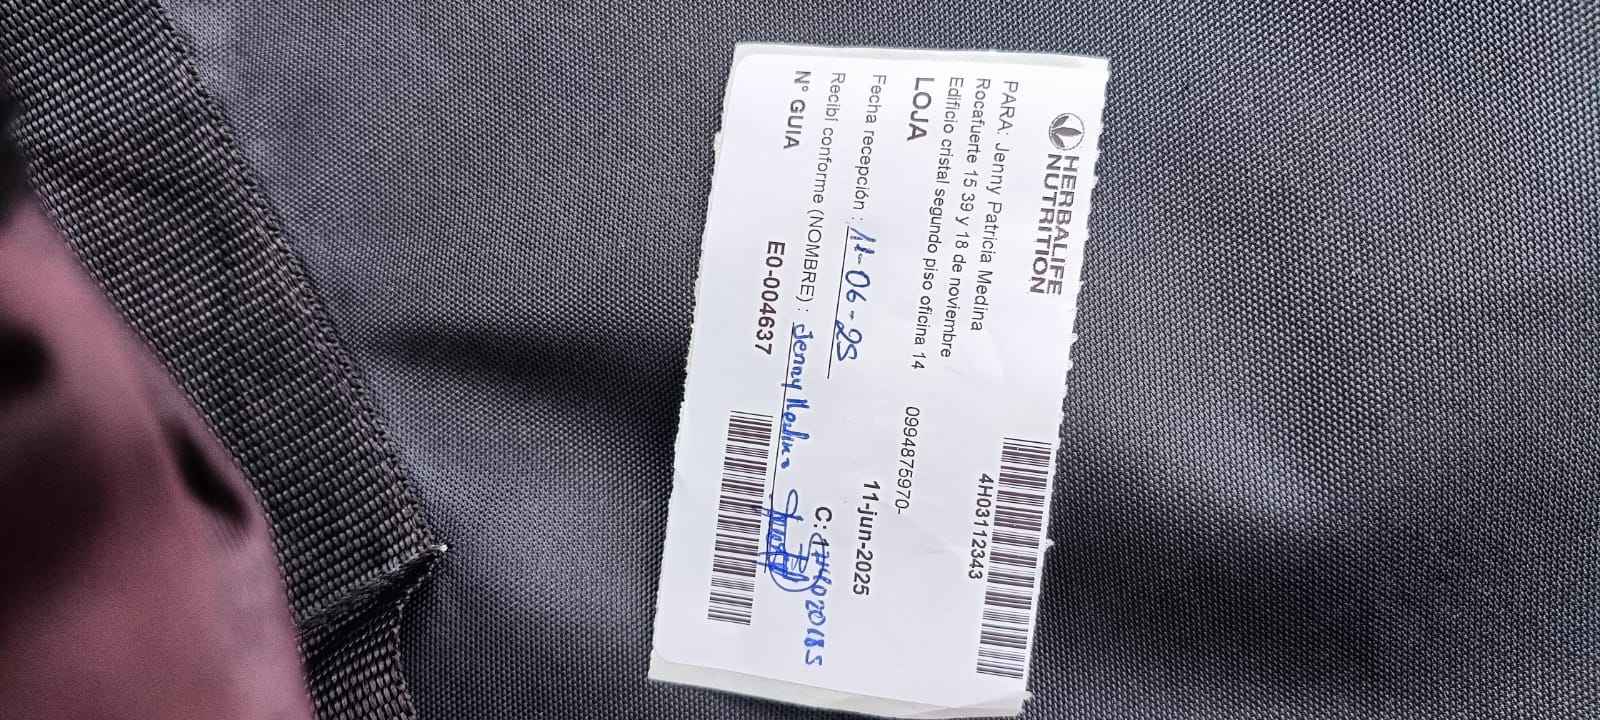 HERBALIFE
NUTRITION
4H03112343
PARA: Jenny Patricia Medina
Rocafuerte 15 39 y 18 de noviembre
Edificio cristal segundo piso oficina 14
0994875970-
LOJA
11-jun-2025
Fecha recepción : 11-06-25
Recibí conforme (NOMBRE) : Jenny Medina C:
N° GUIA E0-004637